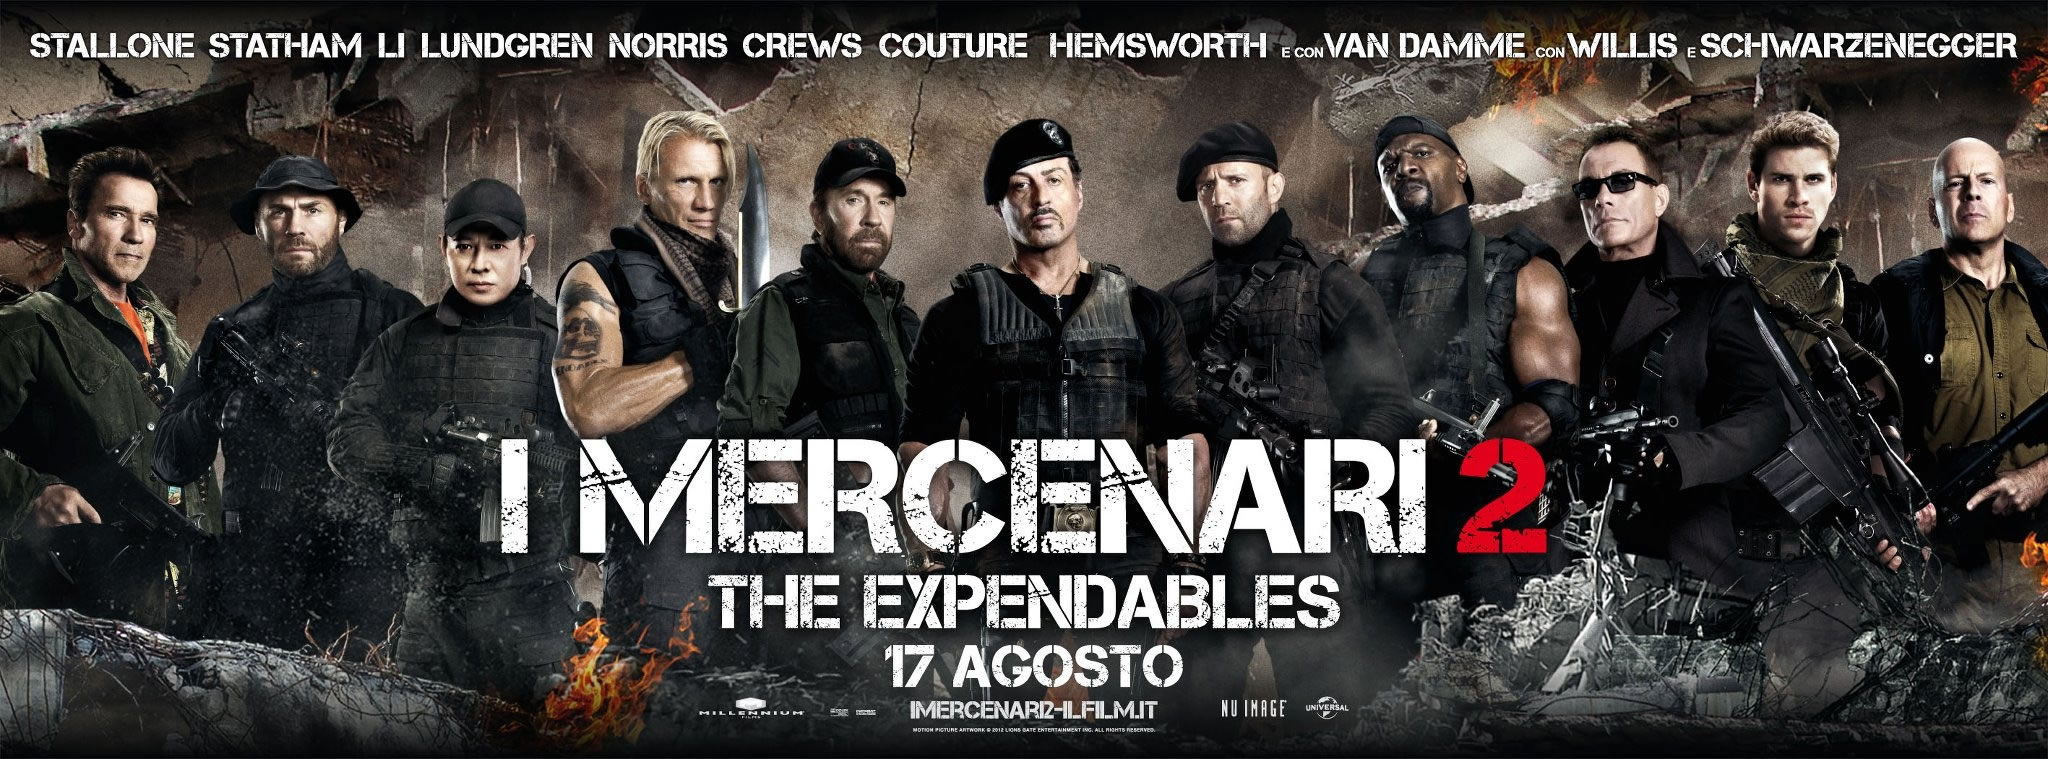 STALLONE STATHAM LI LUNDGREN NORRIS CREWS COUTURE HEMSWORTH E CON VAN DAMME CON WILLIS E SCHWARZENEGGER
I MERCENARI 2
THE EXPENDABLES
17 AGOSTO
MILLENNIUM
FILMS
IMERCENARI2-ILFILM.IT
NU IMAGE
UNIVERSAL
MOTION PICTURE ARTWORK © 2012 LIONS GATE ENTERTAINMENT INC. ALL RIGHTS RESERVED.